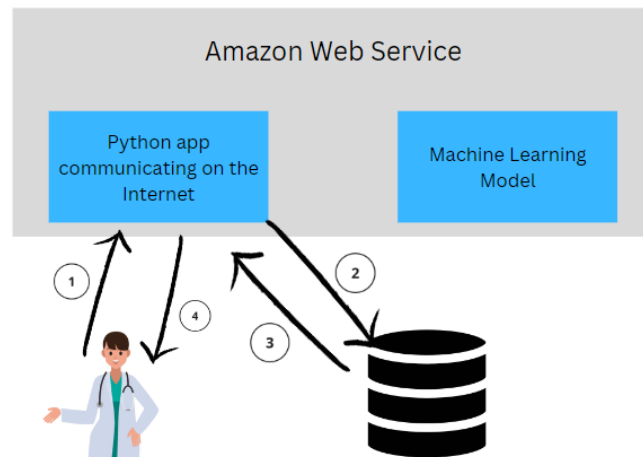 Amazon Web Service
Python app
communicating on the
Internet
Machine Learning
Model
1
4
2
3